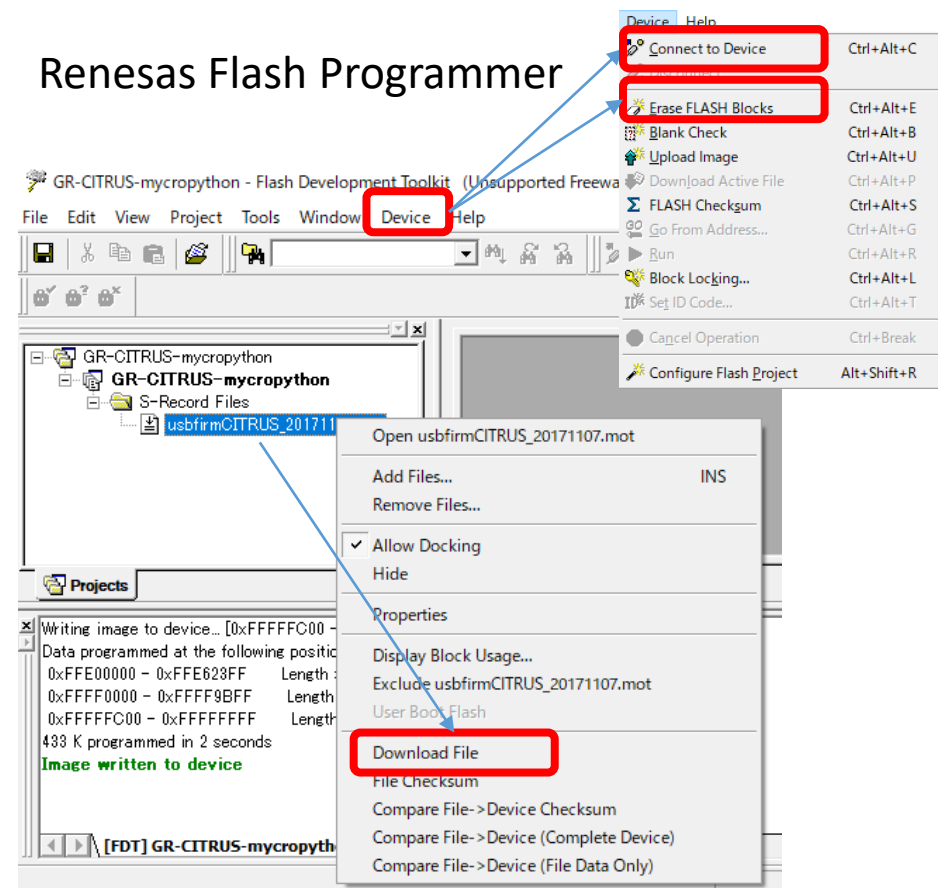 Renesas Flash Programmer
Device Help
Connect to Device Ctrl+Alt+C
Erase FLASH Blocks Ctrl+Alt+E
Blank Check Ctrl+Alt+B
Upload Image Ctrl+Alt+U
Download Active File Ctrl+Alt+P
FLASH Checksum Ctrl+Alt+S
Go From Address... Ctrl+Alt+G
Run Ctrl+Alt+R
Block Locking... Ctrl+Alt+L
Set ID Code... Ctrl+Alt+T
Cancel Operation Ctrl+Break
Configure Flash Project Alt+Shift+R
GR-CITRUS-mycropython - Flash Development Toolkit (Unsupported Freewa
File Edit View Project Tools Window Device Help
GR-CITRUS-mycropython
GR-CITRUS-mycropython
S-Record Files
usbfirmCITRUS_201711
Open usbfirmCITRUS_20171107.mot
Add Files... INS
Remove Files...
Allow Docking
Hide
Properties
Display Block Usage...
Exclude usbfirmCITRUS_20171107.mot
User Boot Flash
Download File
File Checksum
Compare File->Device Checksum
Compare File->Device (Complete Device)
Compare File->Device (File Data Only)
Projects
Writing image to device... [0xFFFFFC00 -
Data programmed at the following positio
0xFFE00000 - 0xFFE623FF Length :
0xFFFF0000 - 0xFFFF9BFF Length
0xFFFFFC00 - 0xFFFFFFFF Length
433 K programmed in 2 seconds
Image written to device
[FDT] GR-CITRUS-mycropyth